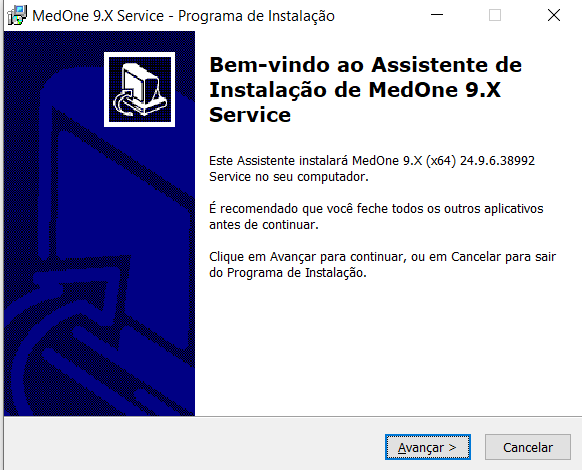 MedOne 9.X Service - Programa de Instalação
Bem-vindo ao Assistente de
Instalação de MedOne 9.X
Service
Este Assistente instalará MedOne 9.X (x64) 24.9.6.38992
Service no seu computador.
É recomendado que você feche todos os outros aplicativos
antes de continuar.
Clique em Avançar para continuar, ou em Cancelar para sair
do Programa de Instalação.
Avançar >
Cancelar